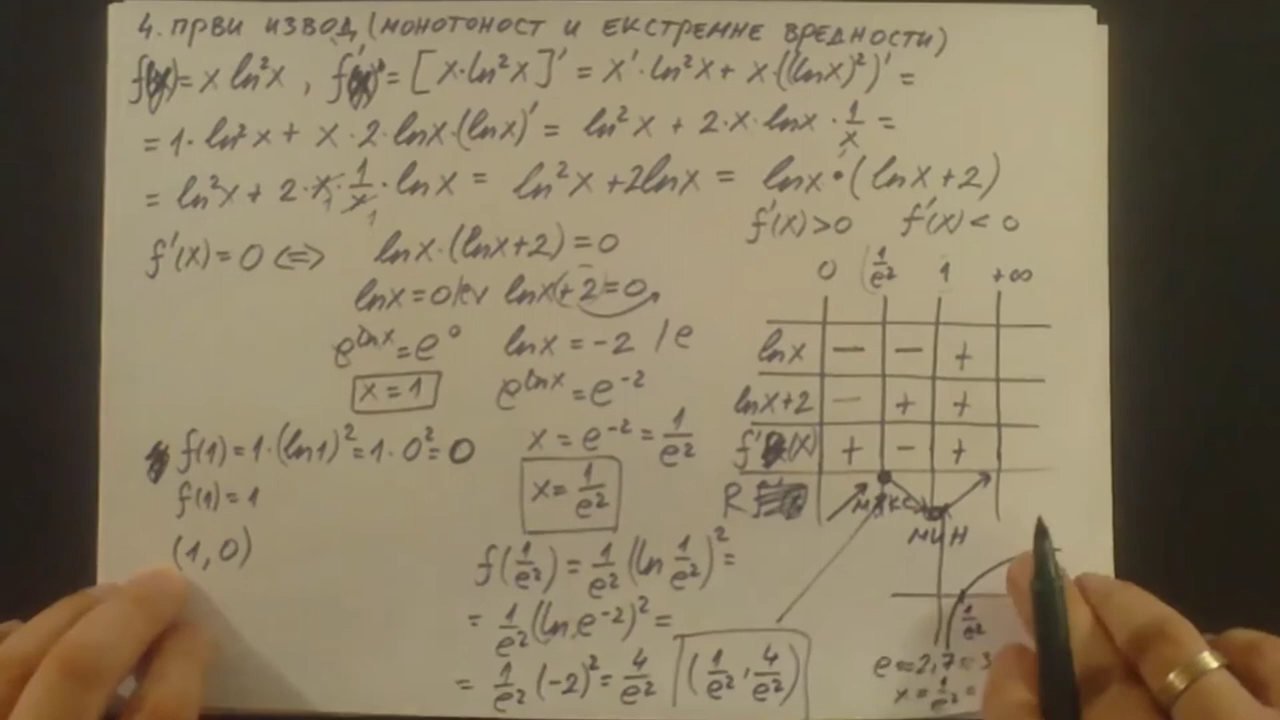 4. ПРВИ ИЗВОД (МОНОТОНОСТ И ЕКСТРЕМНЕ ВРЕДНОСТИ)
f(x) = x ln²x , f'(x) = [x·ln²x]' = x'·ln²x + x·((lnx)²)' =
= 1·ln²x + x·2·lnx·(lnx)' = ln²x + 2·x·lnx·1/x =
= ln²x + 2·x·1/x·lnx = ln²x + 2lnx = lnx·(lnx+2)
f'(x)>0 f'(x)<0
f'(x)=0 <=> lnx·(lnx+2)=0
lnx=0 lnx+2=0
e^lnx = e^0 lnx = -2 /e
x=1 e^lnx = e^-2
x = e^-2 = 1/e²
x = 1/e²
f(1)=1·(ln1)²=1·0²=0
f(1)=1
(1,0)
f(1/e²) = 1/e² (ln 1/e²)² =
= 1/e² (ln e^-2)² =
= 1/e² (-2)² = 4/e² (1/e², 4/e²)
0 1/e² 1 +∞
lnx − − +
lnx+2 − + +
f'(x) + − +
R МАКС
МИН
1/e²
e≈2,7≈3
x = 1/e² =